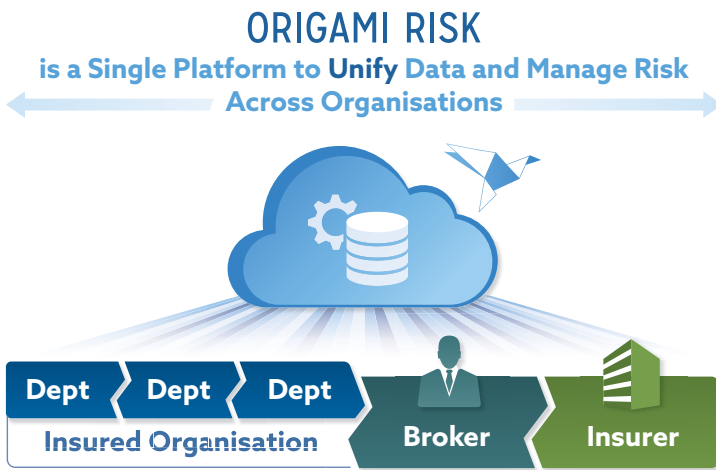 ORIGAMI RISK
is a Single Platform to Unify Data and Manage Risk
Across Organisations
Dept Dept Dept
Insured Organisation
Broker
Insurer